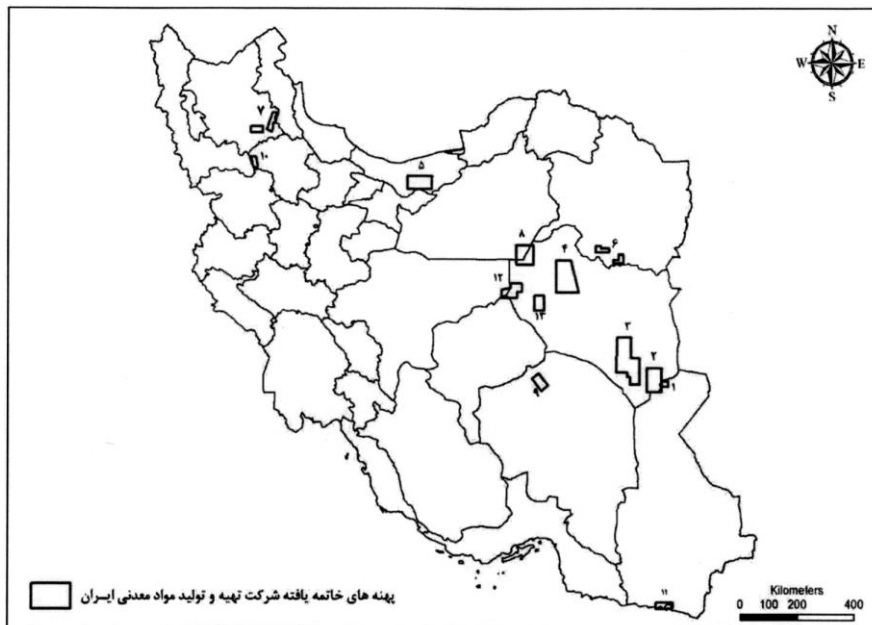 N
W E
S
۷
۱۰
۵
۸
۶
۴
۱۲
۱۳
۳
۲
۱
۱۱
پهنه های خاتمه یافته شرکت تهیه و تولید مواد معدنی ایران
Kilometers
0 100 200 400